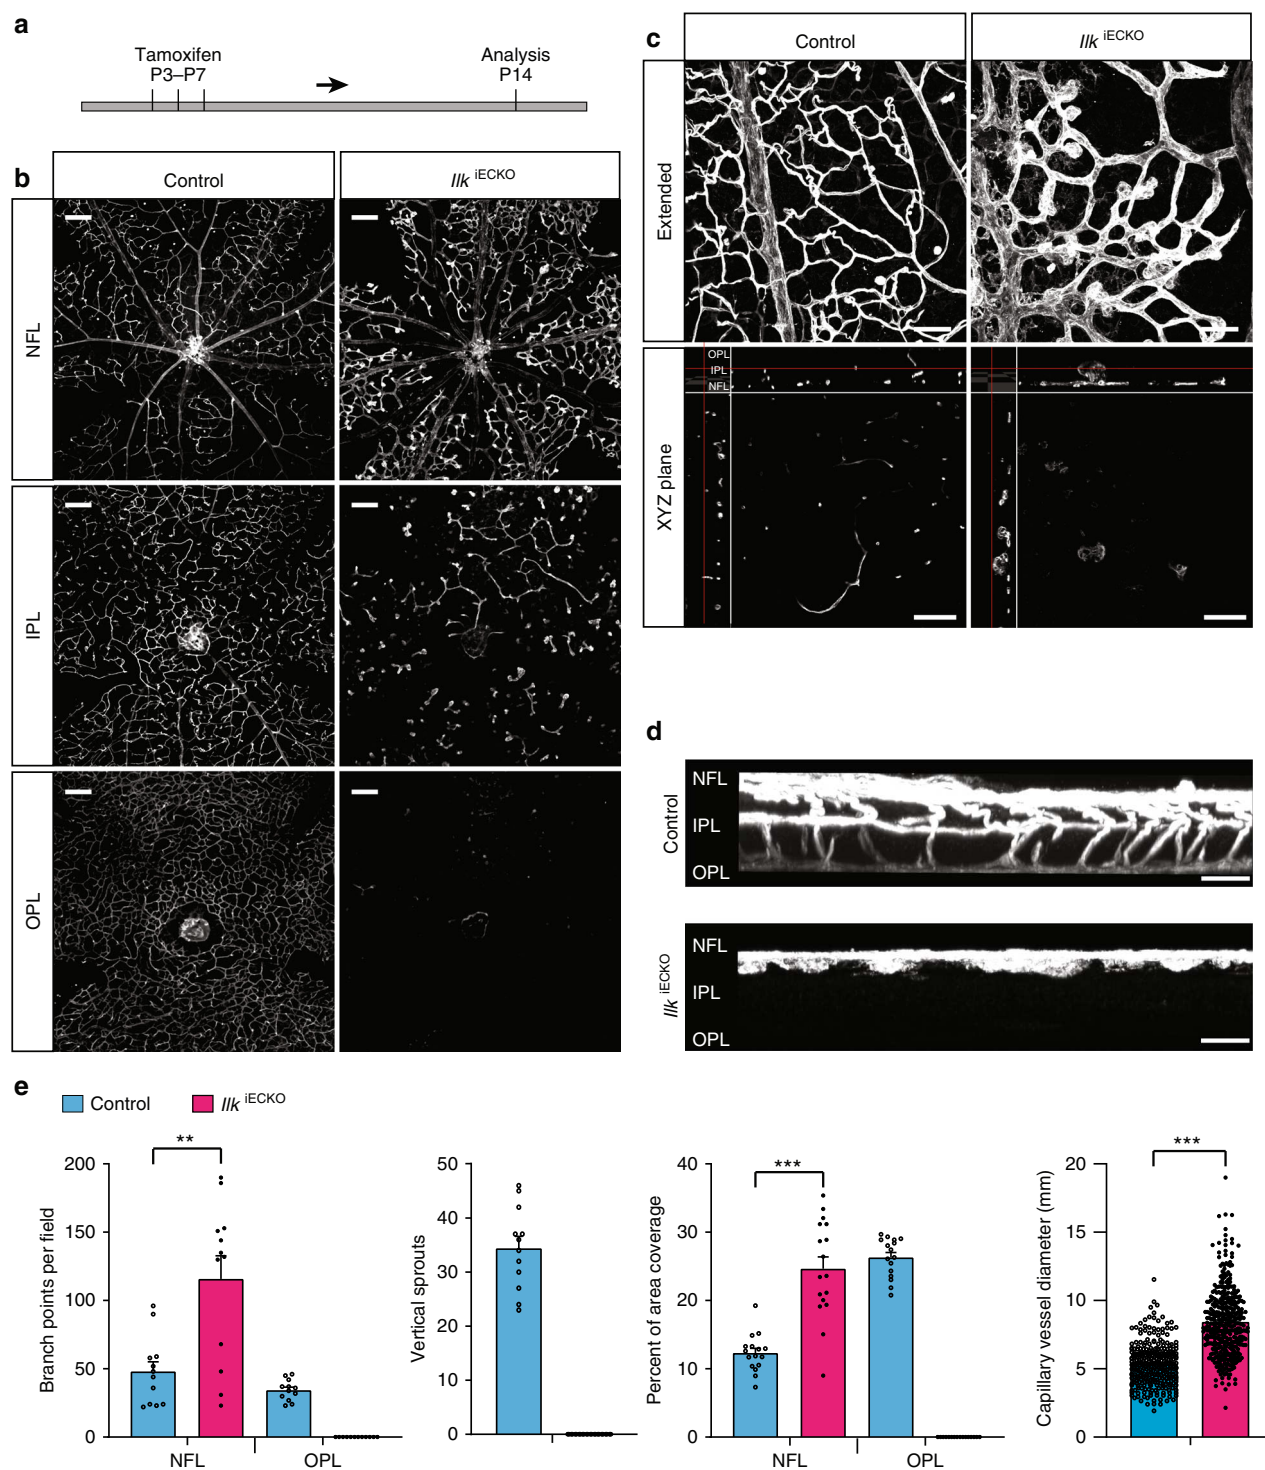 a
Tamoxifen
P3–P7
Analysis
P14
b
Control
Ilk iECKO
NFL
IPL
OPL
c
Control
Ilk iECKO
Extended
XYZ plane
OPL
IPL
NFL
d
Control
NFL
IPL
OPL
Ilk iECKO
NFL
IPL
OPL
e
Control
Ilk iECKO
Branch points per field
200
150
100
50
0
**
NFL
OPL
Vertical sprouts
50
40
30
20
10
0
Percent of area coverage
40
30
20
10
0
***
NFL
OPL
Capillary vessel diameter (mm)
20
15
10
5
0
***